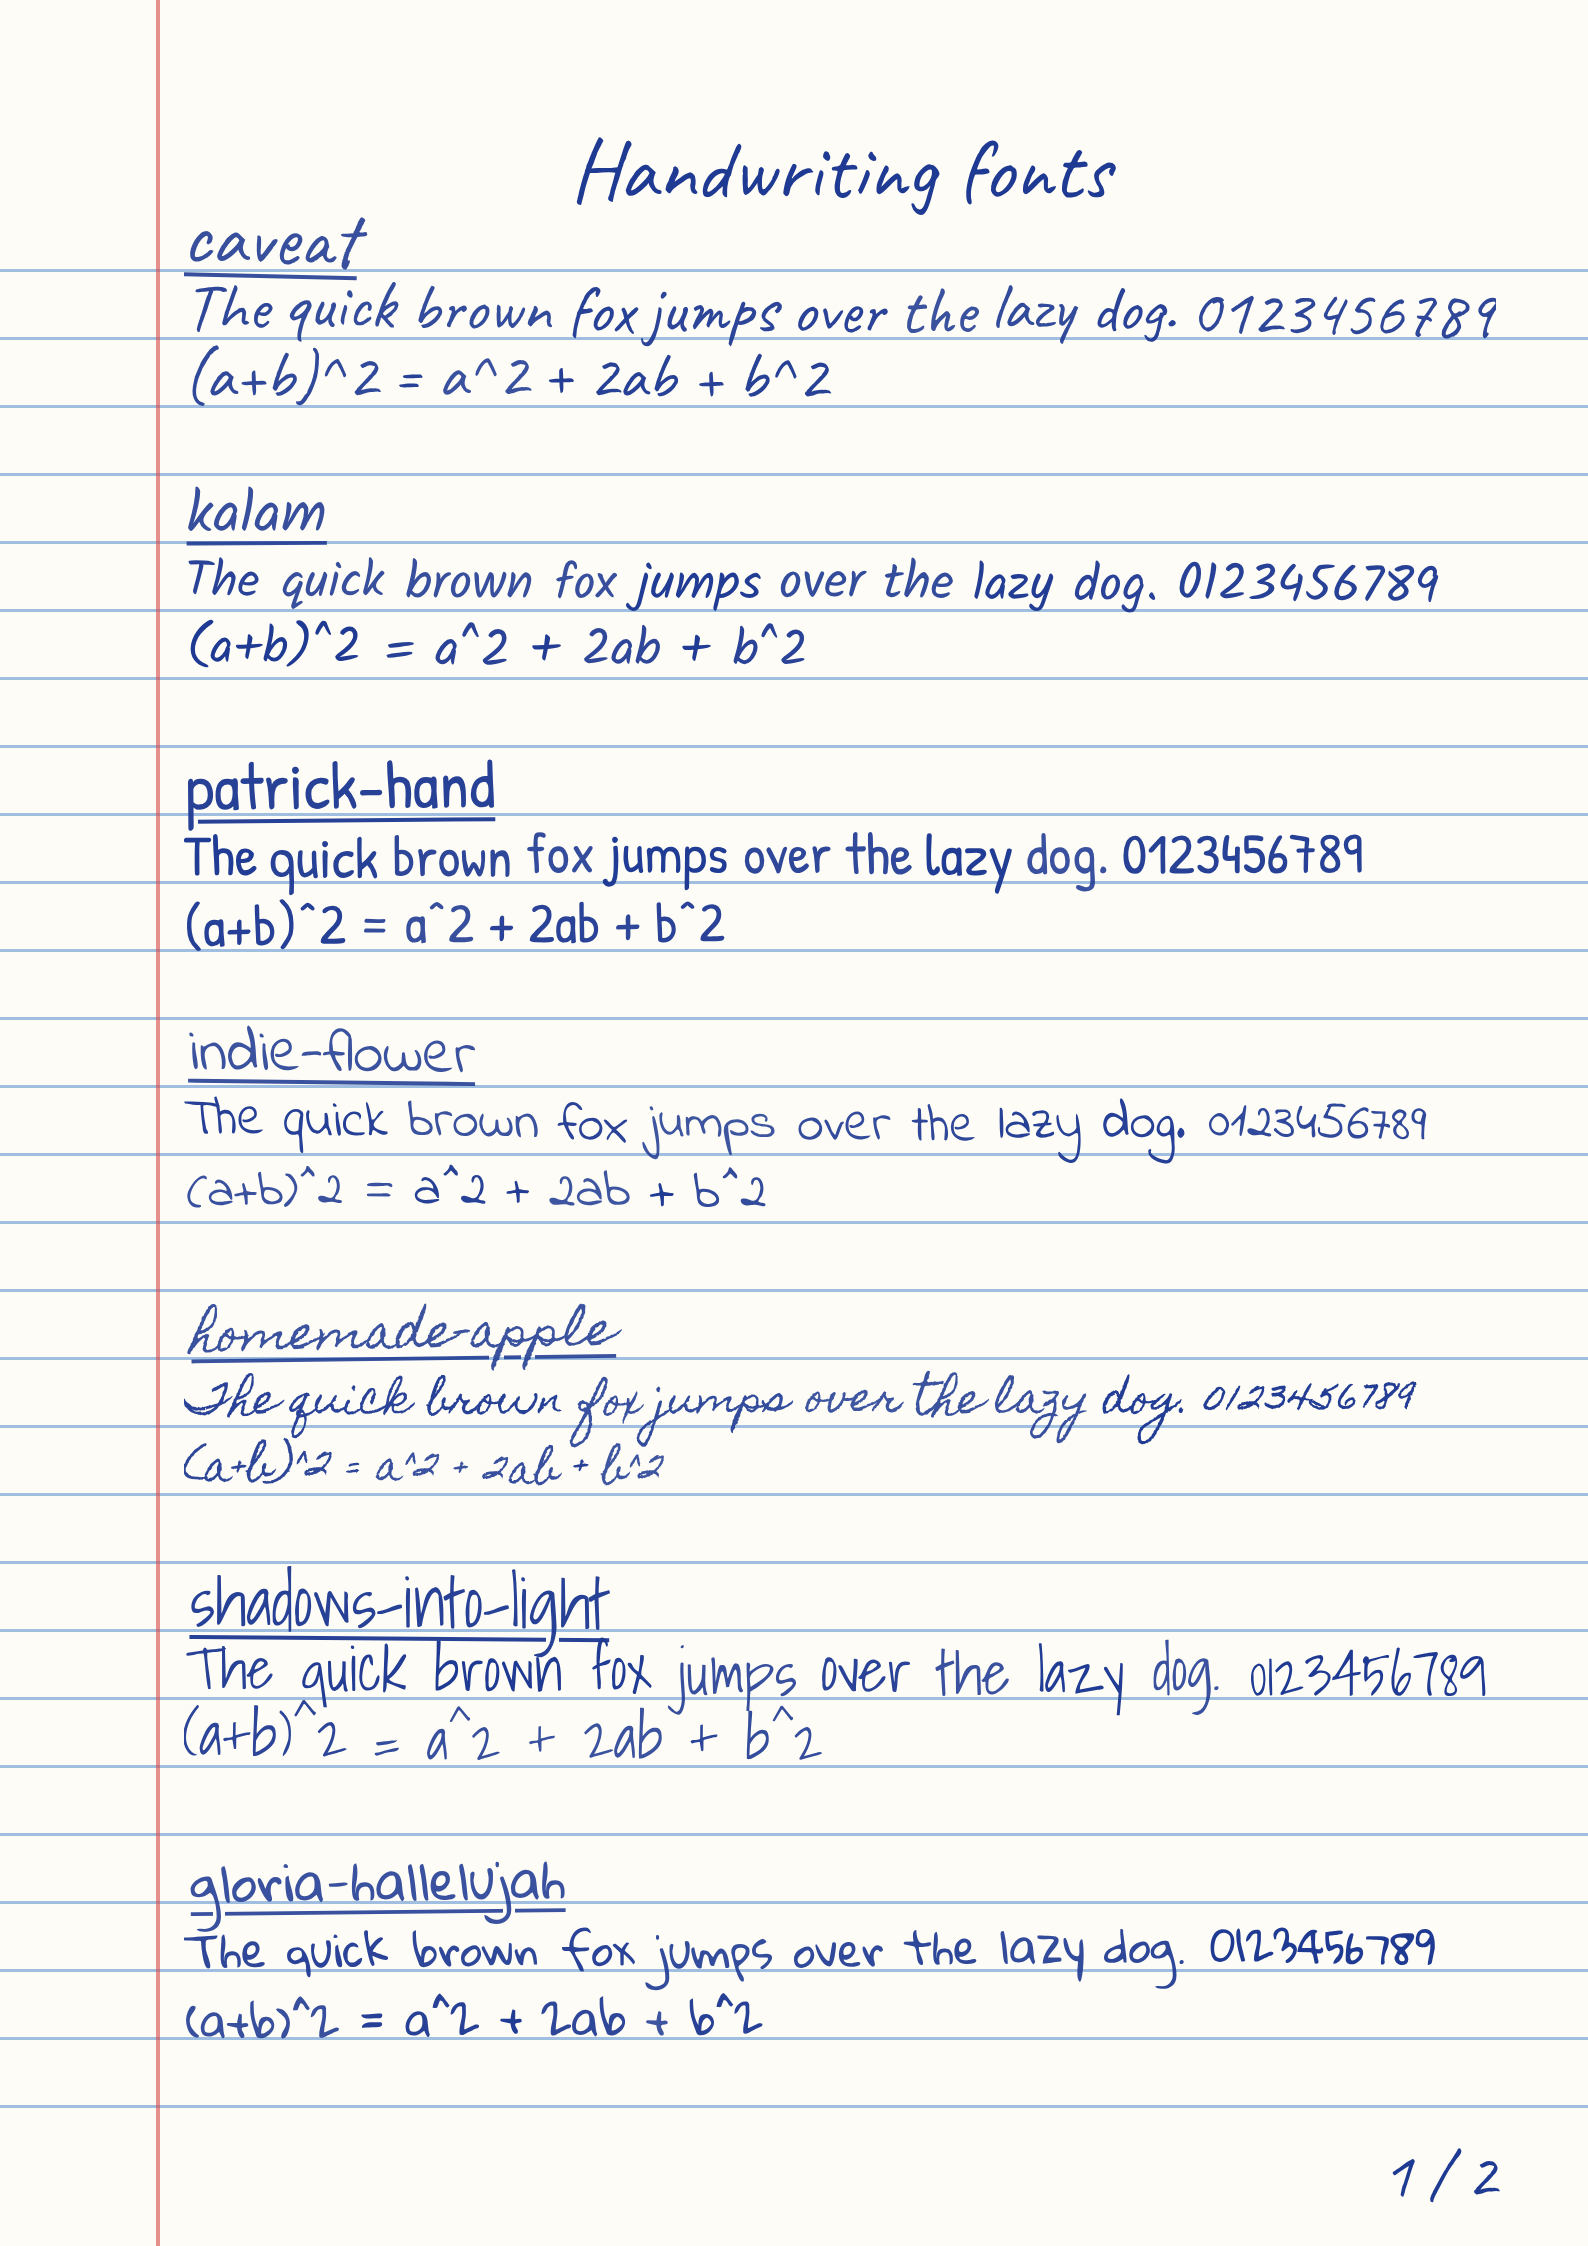 Handwriting fonts
caveat
The quick brown fox jumps over the lazy dog. 0123456789
(a+b)^2 = a^2 + 2ab + b^2
kalam
The quick brown fox jumps over the lazy dog. 0123456789
(a+b)^2 = a^2 + 2ab + b^2
patrick-hand
The quick brown fox jumps over the lazy dog. 0123456789
(a+b)^2 = a^2 + 2ab + b^2
indie-flower
The quick brown fox jumps over the lazy dog. 0123456789
(a+b)^2 = a^2 + 2ab + b^2
homemade-apple
The quick brown fox jumps over the lazy dog. 0123456789
(a+b)^2 = a^2 + 2ab + b^2
shadows-into-light
The quick brown fox jumps over the lazy dog. 0123456789
(a+b)^2 = a^2 + 2ab + b^2
gloria-hallelujah
The quick brown fox jumps over the lazy dog. 0123456789
(a+b)^2 = a^2 + 2ab + b^2
1 / 2